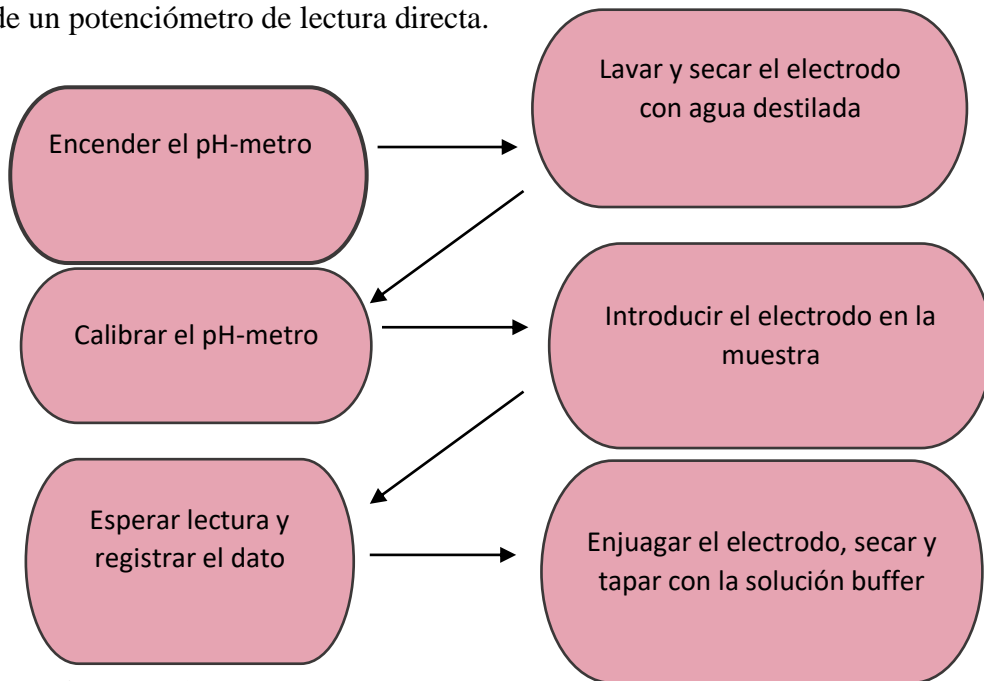 de un potenciómetro de lectura directa.
Encender el pH-metro
Lavar y secar el electrodo
con agua destilada
Calibrar el pH-metro
Introducir el electrodo en la
muestra
Esperar lectura y
registrar el dato
Enjuagar el electrodo, secar y
tapar con la solución buffer